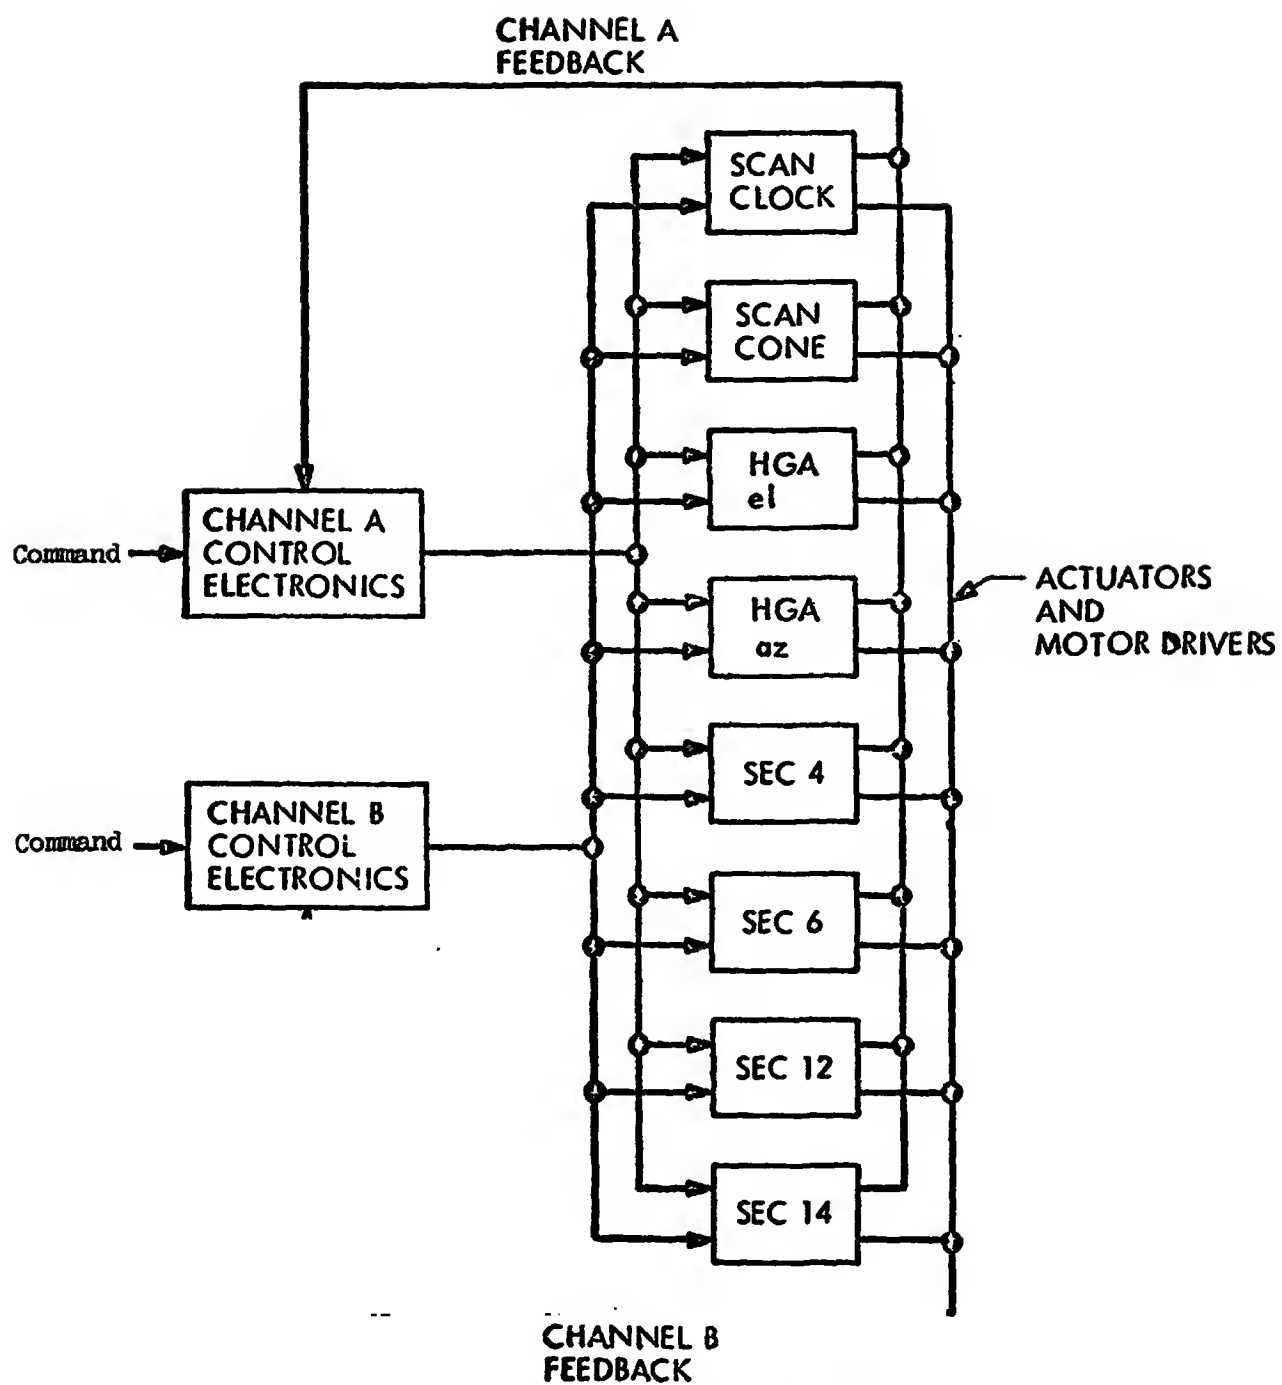 CHANNEL A
FEEDBACK
SCAN
CLOCK
SCAN
CONE
HGA
el
CHANNEL A
CONTROL
ELECTRONICS
Command
HGA
az
ACTUATORS
AND
MOTOR DRIVERS
SEC 4
CHANNEL B
CONTROL
ELECTRONICS
Command
SEC 6
SEC 12
SEC 14
CHANNEL B
FEEDBACK